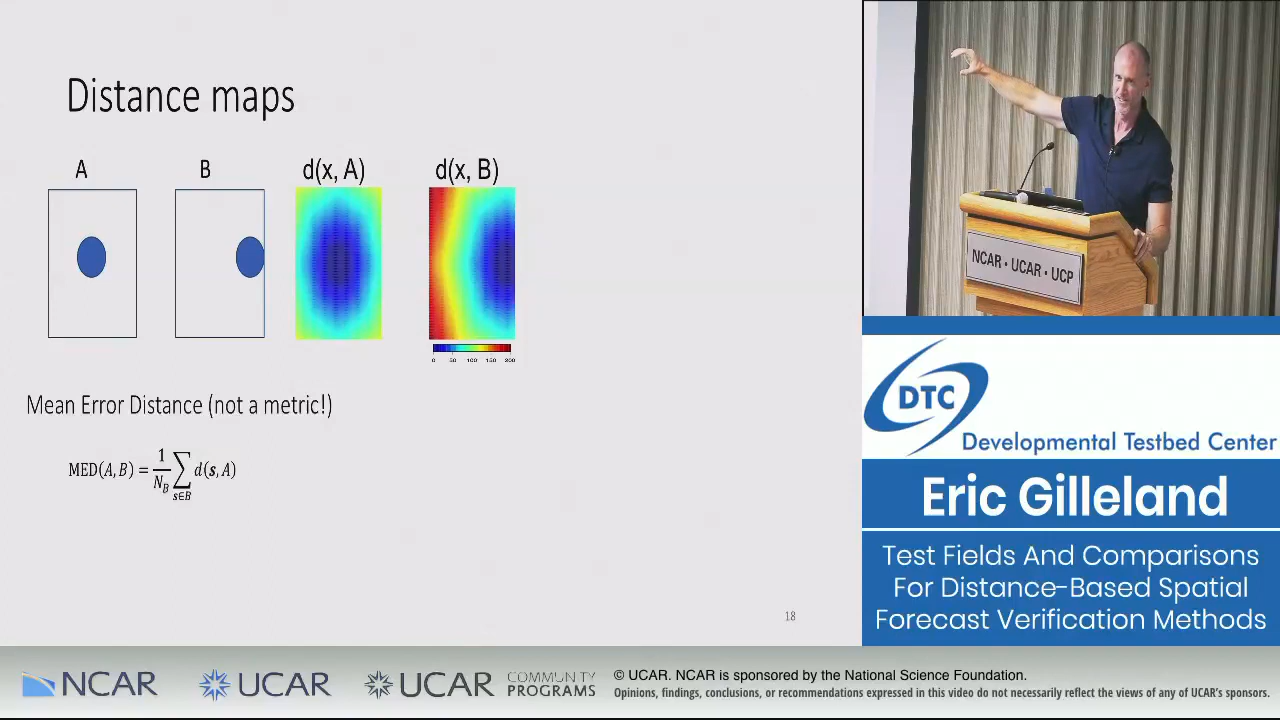 Distance maps
A B d(x, A) d(x, B)
0 50 100 150 200
Mean Error Distance (not a metric!)
MED(A, B) = 1/N_B ∑_{s∈B} d(s, A)
18
NCAR • UCAR • UCP
DTC
Developmental Testbed Center
Eric Gilleland
Test Fields And Comparisons
For Distance-Based Spatial
Forecast Verification Methods
NCAR UCAR UCAR COMMUNITY PROGRAMS
© UCAR. NCAR is sponsored by the National Science Foundation.
Opinions, findings, conclusions, or recommendations expressed in this video do not necessarily reflect the views of any of UCAR's sponsors.